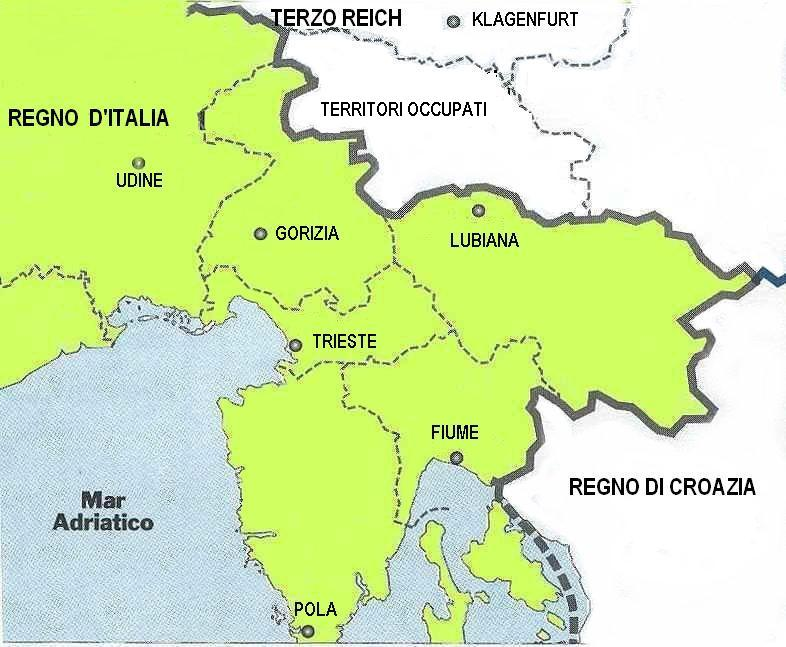 TERZO REICH
KLAGENFURT
TERRITORI OCCUPATI
REGNO D'ITALIA
UDINE
GORIZIA
LUBIANA
TRIESTE
FIUME
REGNO DI CROAZIA
Mar
Adriatico
POLA